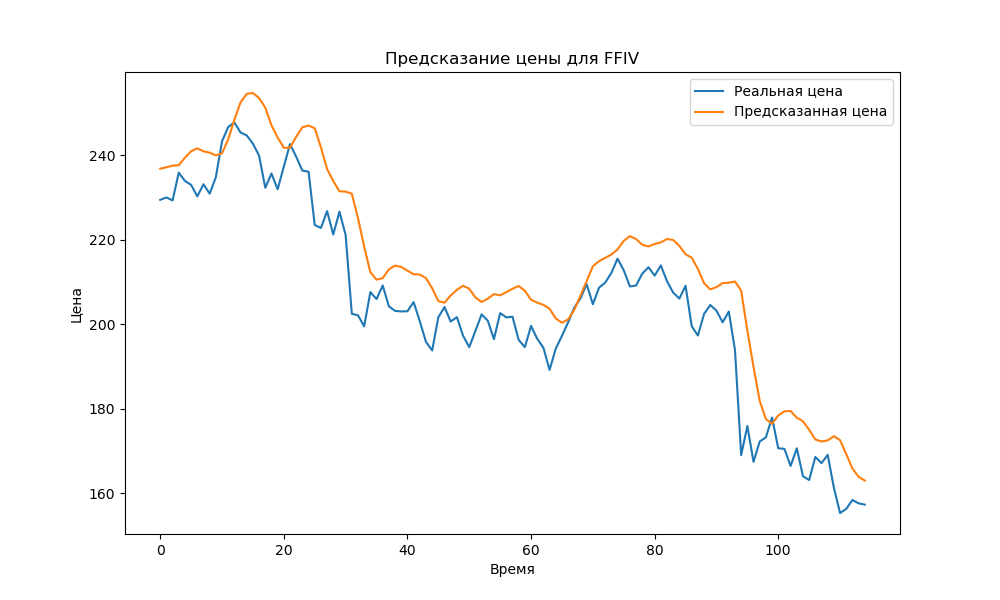 Предсказание цены для FFIV
Реальная цена
Предсказанная цена
Цена
240
220
200
180
160
0 20 40 60 80 100
Время